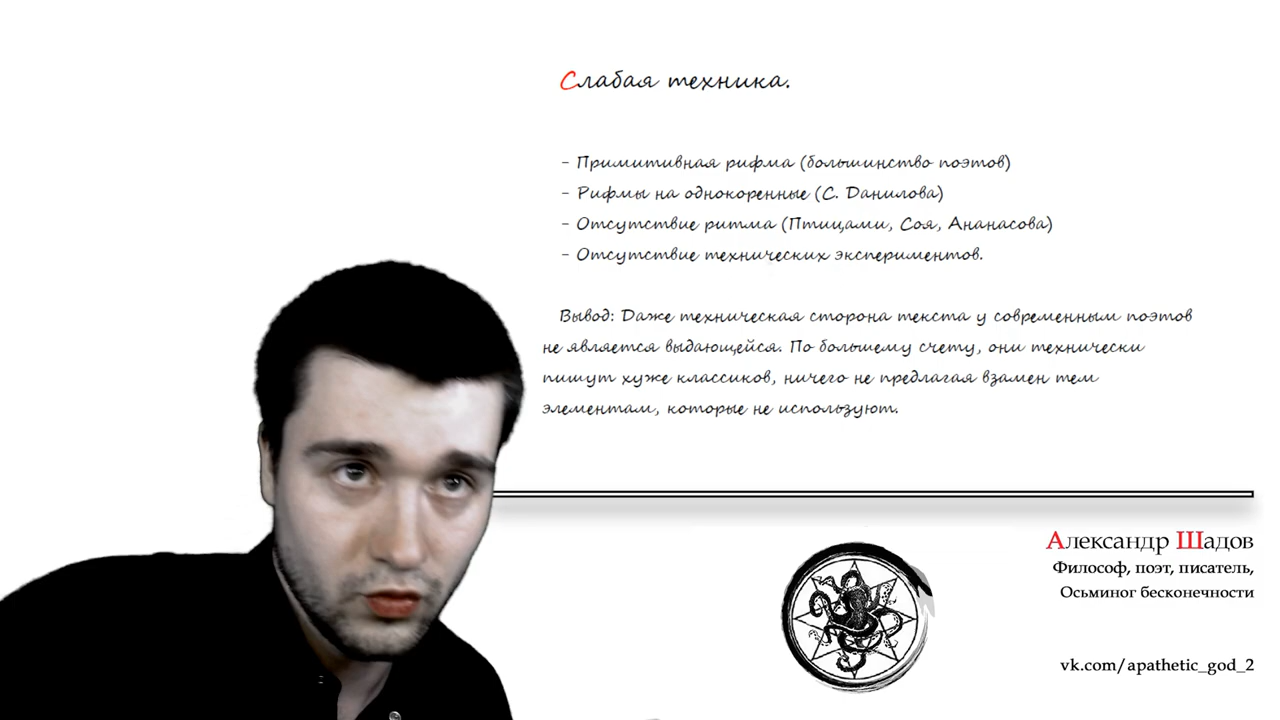 Слабая техника.
- Примитивная рифма (большинство поэтов)
- Рифмы на однокоренные (С. Данилова)
- Отсутствие ритма (Птицами, Соя, Ананасова)
- Отсутствие технических экспериментов.
Вывод: Даже техническая сторона текста у современным поэтов
не является выдающейся. По большему счету, они технически
пишут хуже классиков, ничего не предлагая взамен тем
элементам, которые не используют.
Александр Шадов
Философ, поэт, писатель,
Осьминог бесконечности
vk.com/apathetic_god_2